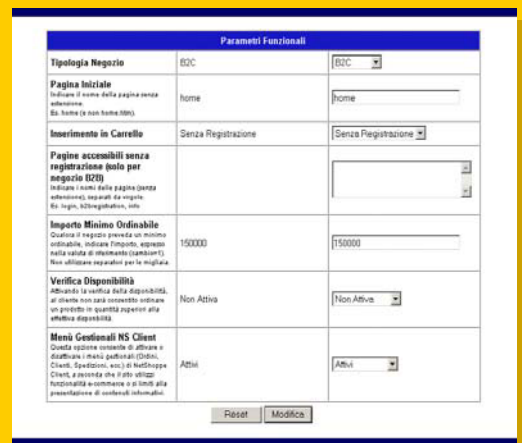 Parametri Funzionali
Tipologia Negozio
B2C
B2C
Pagina Iniziale
Indicare il nome della pagina senza
estensione.
Es. home (e non home.htm).
home
home
Inserimento in Carrello
Senza Registrazione
Senza Registrazione
Pagine accessibili senza
registrazione (solo per
negozio B2B)
Indicare i nomi delle pagine (senza
estensione), separati da virgole.
Es. login, b2bregistration, info
Importo Minimo Ordinabile
Qualora il negozio preveda un minimo
ordinabile, indicare l'importo, espresso
nella valuta di riferimento (cambio=1).
Non utilizzare separatori per le migliaia.
150000
150000
Verifica Disponibilità
Attivando la verifica della disponibilità,
al cliente non sarà consentito ordinare
un prodotto in quantità superiori alla
effettiva disponibilità.
Non Attiva
Non Attiva
Menù Gestionali NS Client
Questa opzione consente di attivare o
disattivare i menù gestionali (Ordini,
Clienti, Spedizioni, ecc.) di NetShoppe
Client, a seconda che il sito utilizzi
funzionalità e-commerce o si limiti alla
presentazione di contenuti informativi.
Attivi
Attivi
Reset
Modifica